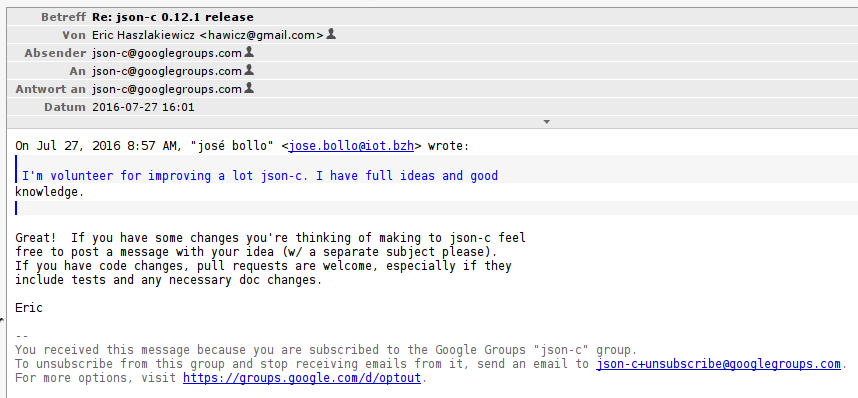 Betreff Re: json-c 0.12.1 release
Von Eric Haszlakiewicz <hawicz@gmail.com>
Absender json-c@googlegroups.com
An json-c@googlegroups.com
Antwort an json-c@googlegroups.com
Datum 2016-07-27 16:01
On Jul 27, 2016 8:57 AM, "josé bollo" <jose.bollo@iot.bzh> wrote:
I'm volunteer for improving a lot json-c. I have full ideas and good
knowledge.
Great!  If you have some changes you're thinking of making to json-c feel
free to post a message with your idea (w/ a separate subject please).
If you have code changes, pull requests are welcome, especially if they
include tests and any necessary doc changes.
Eric
--
You received this message because you are subscribed to the Google Groups "json-c" group.
To unsubscribe from this group and stop receiving emails from it, send an email to json-c+unsubscribe@googlegroups.com.
For more options, visit https://groups.google.com/d/optout.